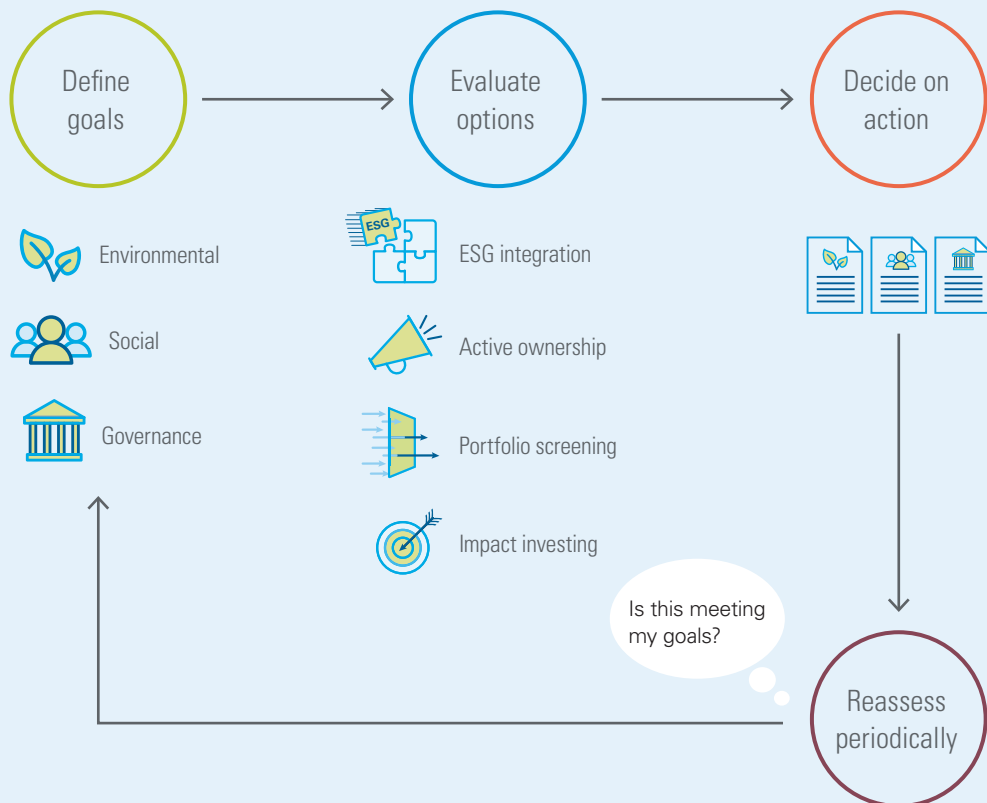 Define
goals
Evaluate
options
Decide on
action
Environmental
Social
Governance
ESG
ESG integration
Active ownership
Portfolio screening
Impact investing
Is this meeting
my goals?
Reassess
periodically